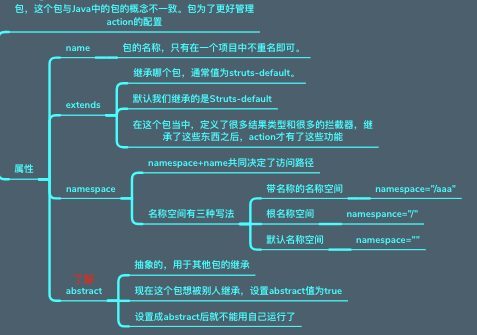 包，这个包与Java中的包的概念不一致。包为了更好管理
action的配置
属性
name
包的名称，只有在一个项目中不重名即可。
extends
继承哪个包，通常值为struts-default。
默认我们继承的是Struts-default
在这个包当中，定义了很多结果类型和很多的拦截器，继
承了这些东西之后，action才有了这些功能
namespace
namespace+name共同决定了访问路径
名称空间有三种写法
带名称的名称空间
namespace="/aaa"
根名称空间
namespance="/"
默认名称空间
namespace=""
了解
abstract
抽象的，用于其他包的继承
现在这个包想被别人继承，设置abstract值为true
设置成abstract后就不能用自己运行了